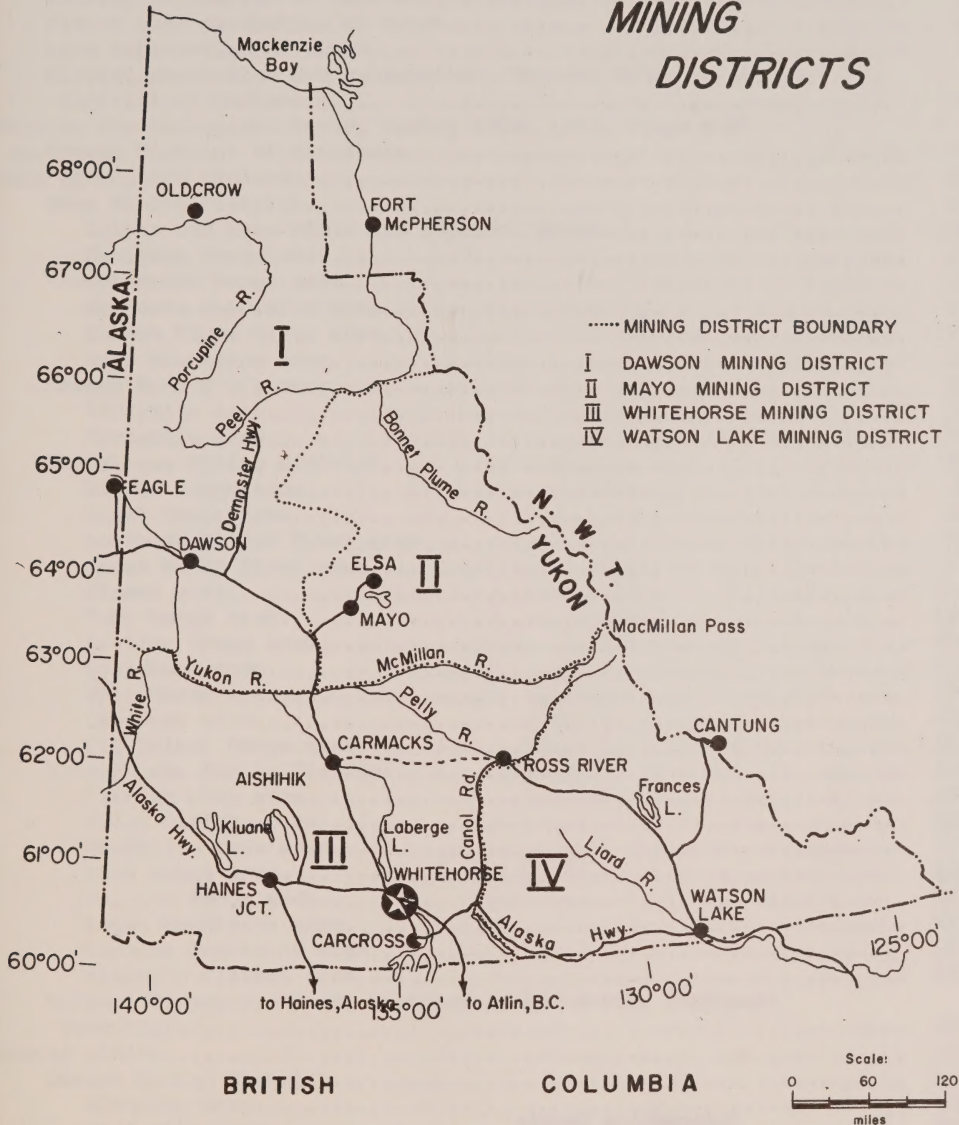 MINING
DISTRICTS
Mackenzie
Bay
68°00'
OLDCROW
FORT
McPHERSON
67°00'
ALASKA
Porcupine R.
I
66°00'
Peel R.
MINING DISTRICT BOUNDARY
I DAWSON MINING DISTRICT
II MAYO MINING DISTRICT
III WHITEHORSE MINING DISTRICT
IV WATSON LAKE MINING DISTRICT
Dempster Hwy.
Bonnet Plume R.
65°00'
EAGLE
N. W. T.
YUKON
DAWSON
64°00'
ELSA
II
MAYO
MacMillan Pass
63°00'
White R.
Yukon R.
McMillan R.
Pelly R.
CANTUNG
62°00'
CARMACKS
ROSS RIVER
AISHIHIK
Frances
L.
Alaska Hwy.
Kluane
L.
III
Laberge
L.
Canol Rd.
IV
Liard R.
61°00'
WHITEHORSE
HAINES
JCT.
WATSON
LAKE
CARCROSS
Alaska Hwy.
60°00'
125°00'
130°00'
140°00'
135°00'
to Haines, Alaska
to Atlin, B.C.
BRITISH COLUMBIA
Scale:
0 60 120
miles